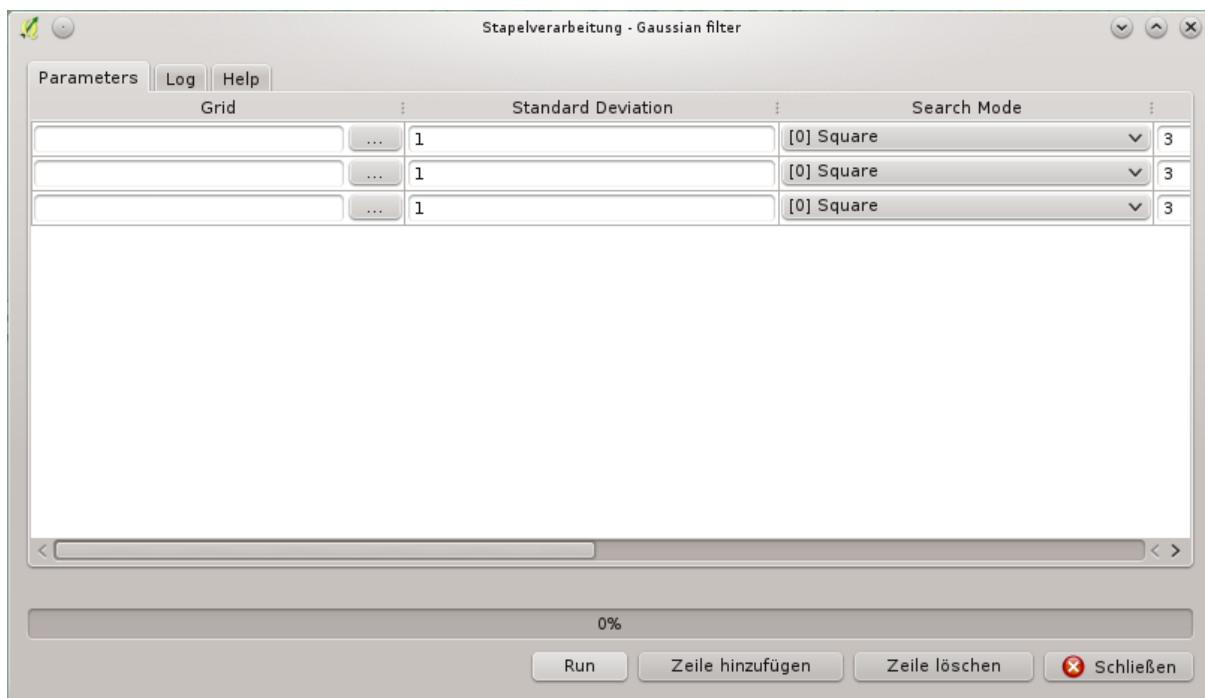 Stapelverarbeitung - Gaussian filter
Parameters Log Help
Grid Standard Deviation Search Mode
... 1 [0] Square 3
... 1 [0] Square 3
... 1 [0] Square 3
0%
Run Zeile hinzufügen Zeile löschen Schließen